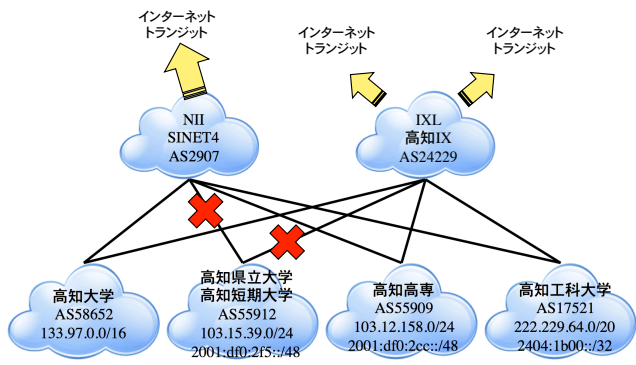 インターネット
トランジット
インターネット
トランジット
インターネット
トランジット
NII
SINET4
AS2907
IXL
高知IX
AS24229
高知大学
AS58652
133.97.0.0/16
高知県立大学
高知短期大学
AS55912
103.15.39.0/24
2001:df0:2f5::/48
高知高専
AS55909
103.12.158.0/24
2001:df0:2cc::/48
高知工科大学
AS17521
222.229.64.0/20
2404:1b00::/32